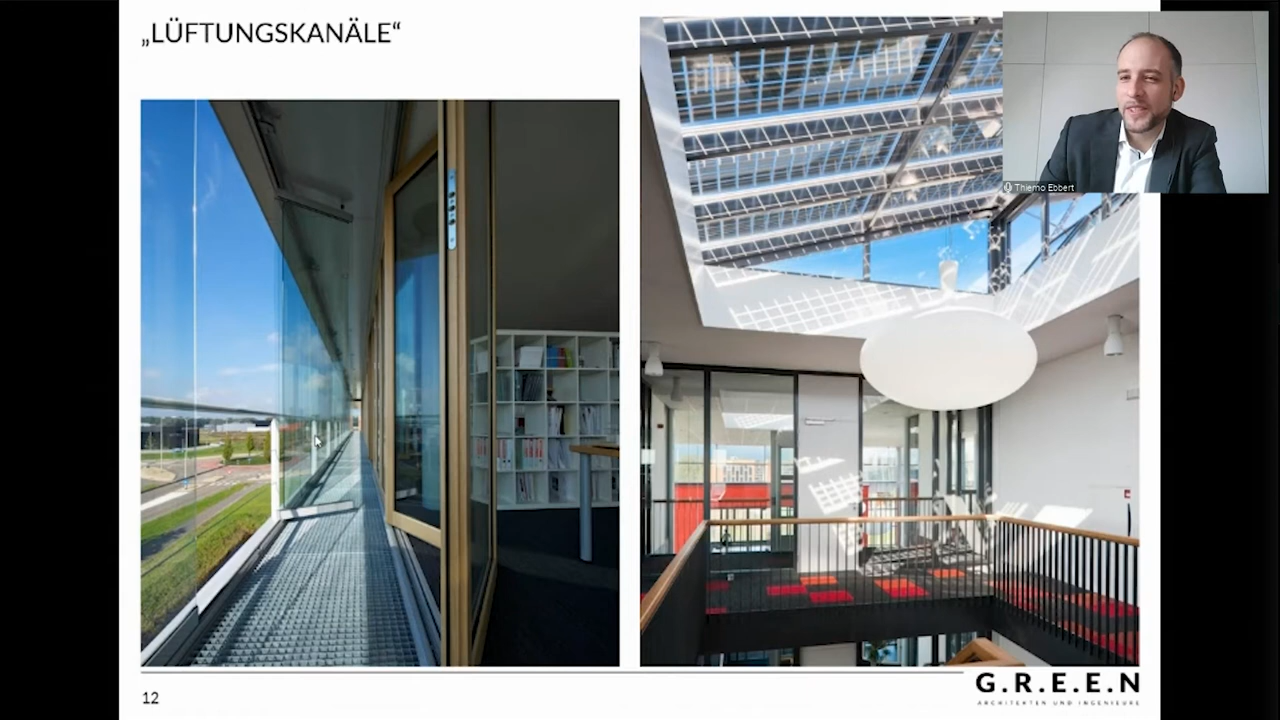 „LÜFTUNGSKANÄLE“
Thiemo Ebbert
12
G.R.E.E.N
ARCHITEKTEN UND INGENIEURE